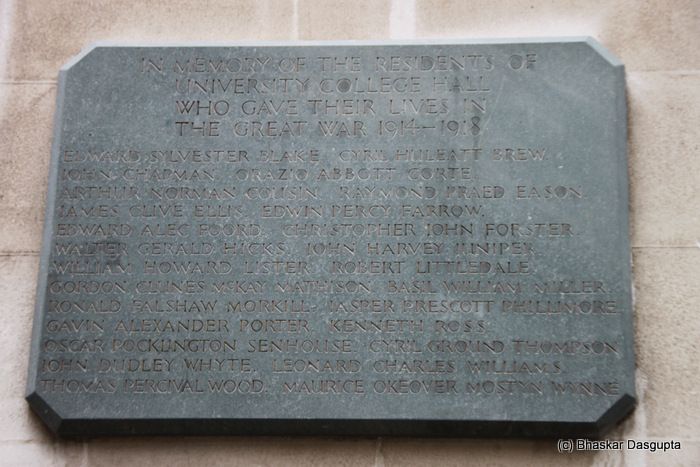 IN MEMORY OF THE RESIDENTS OF
UNIVERSITY COLLEGE HALL
WHO GAVE THEIR LIVES IN
THE GREAT WAR 1914–1918
EDWARD SYLVESTER BLAKE. CYRIL HULEATT BREW.
JOHN CHAPMAN. ORAZIO ABBOTT CORTE.
ARTHUR NORMAN COUSIN. RAYMOND PRAED EASON.
JAMES CLIVE ELLIS. EDWIN PERCY FARROW.
EDWARD ALEC FOORD. CHRISTOPHER JOHN FORSTER.
WALTER GERALD HICKS. JOHN HARVEY JUNIPER.
WILLIAM HOWARD LISTER. ROBERT LITTLEDALE.
GORDON CLUNES MCKAY MATHISON. BASIL WILLIAM MILLER.
RONALD FALSHAW MORKILL. JASPER PRESCOTT PHILLIMORE.
GAVIN ALEXANDER PORTER. KENNETH ROSS.
OSCAR POCKLINGTON SENHOUSE. CYRIL GROUND THOMPSON.
JOHN DUDLEY WHYTE. LEONARD CHARLES WILLIAMS.
THOMAS PERCIVAL WOOD. MAURICE OKEOVER MOSTYN WYNNE
(c) Bhaskar Dasgupta